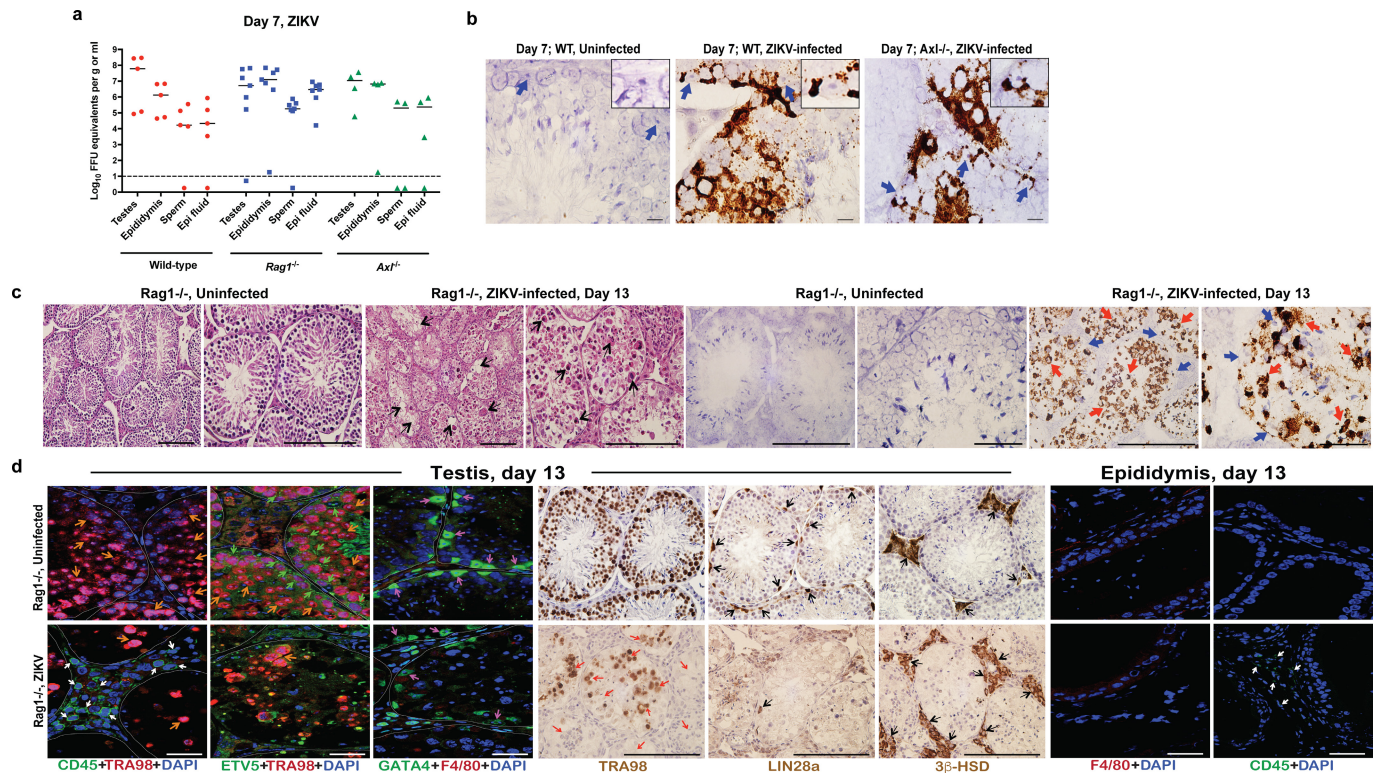 a
Day 7, ZIKV
Log10 FFU equivalents per g or ml
9
8
7
6
5
4
3
2
1
0
Testes
Epididymis
Sperm
Epi fluid
Testes
Epididymis
Sperm
Epi fluid
Testes
Epididymis
Sperm
Epi fluid
Wild-type
Rag1-/-
Axl-/-
b
Day 7; WT, Uninfected
Day 7; WT, ZIKV-infected
Day 7; Axl-/-, ZIKV-infected
c
Rag1-/-, Uninfected
Rag1-/-, ZIKV-infected, Day 13
Rag1-/-, Uninfected
Rag1-/-, ZIKV-infected, Day 13
d
Testis, day 13
Epididymis, day 13
Rag1-/-, Uninfected
Rag1-/-, ZIKV
CD45+TRA98+DAPI
ETV5+TRA98+DAPI
GATA4+F4/80+DAPI
TRA98
LIN28a
3β-HSD
F4/80+DAPI
CD45+DAPI